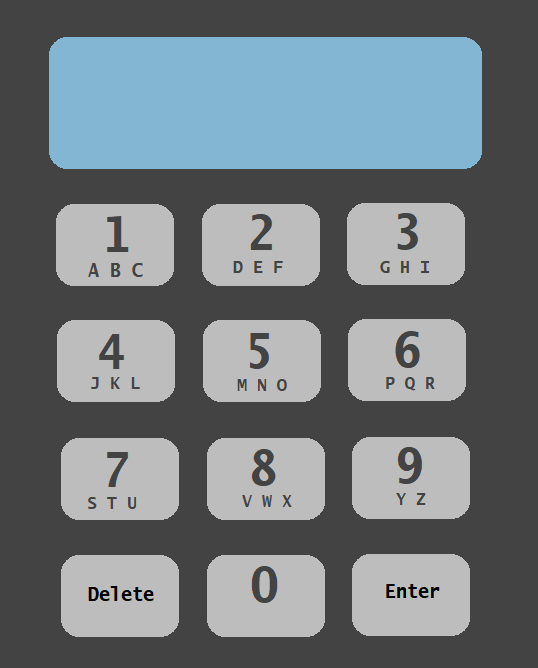 1 2 3
A B C D E F G H I
4 5 6
J K L M N O P Q R
7 8 9
S T U V W X Y Z
Delete 0 Enter